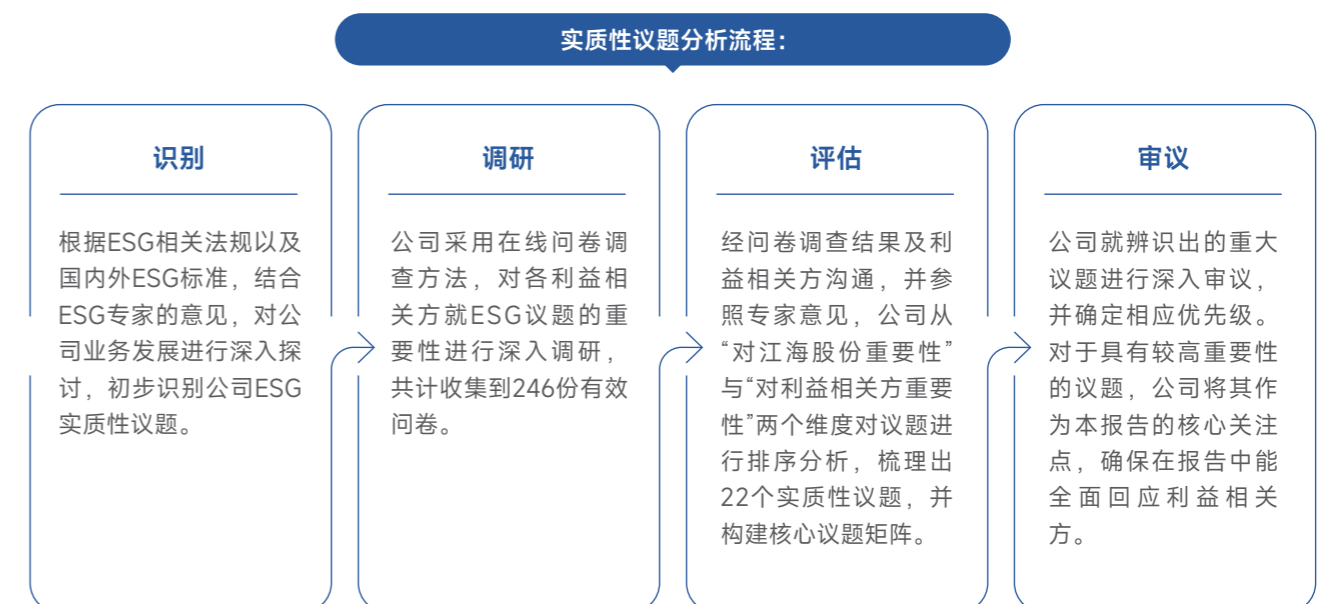 实质性议题分析流程：
识别
根据ESG相关法规以及
国内外ESG标准，结合
ESG专家的意见，对公
司业务发展进行深入探
讨，初步识别公司ESG
实质性议题。
调研
公司采用在线问卷调
查方法，对各利益相
关方就ESG议题的重
要性进行深入调研，
共计收集到246份有效
问卷。
评估
经问卷调查结果及利
益相关方沟通，并参
照专家意见，公司从
“对江海股份重要性”
与“对利益相关方重要
性”两个维度对议题进
行排序分析，梳理出
22个实质性议题，并
构建核心议题矩阵。
审议
公司就辨识出的重大
议题进行深入审议，
并确定相应优先级。
对于具有较高重要性
的议题，公司将其作
为本报告的核心关注
点，确保在报告中能
全面回应利益相关
方。